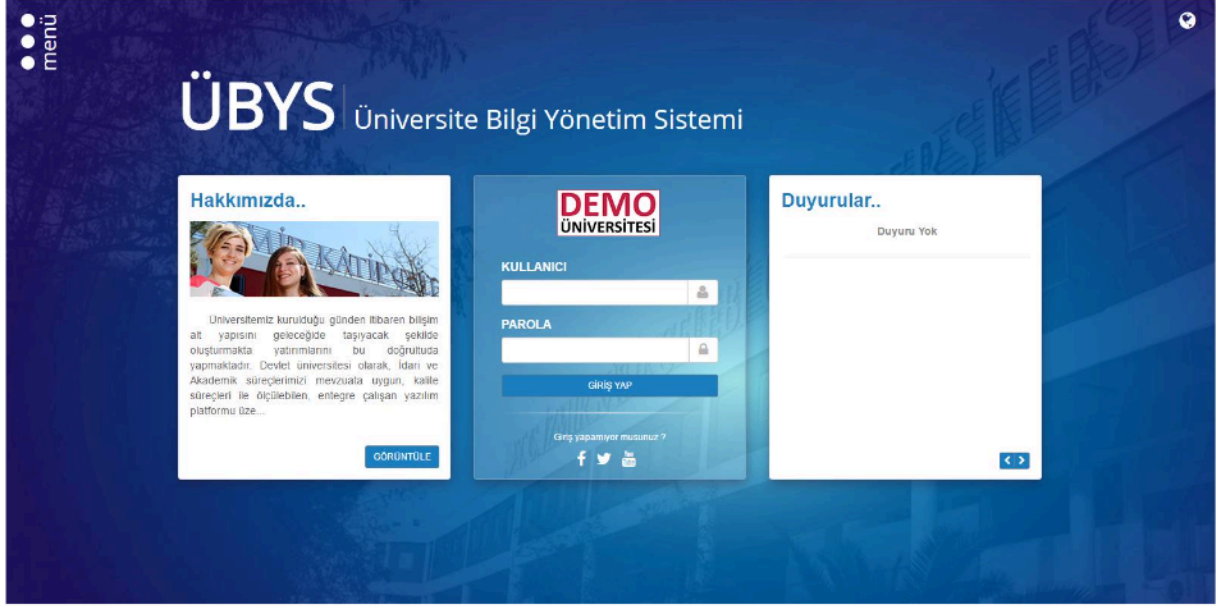 menü
ÜBYS
Üniversite Bilgi Yönetim Sistemi
Hakkımızda..
Üniversitemiz kurulduğu günden itibaren bilişim
alt yapısını geleceğide taşıyacak şekilde
oluşturmakta yatırımlarını bu doğrultuda
yapmaktadır. Devlet üniversitesi olarak, İdari ve
Akademik süreçlerimizi mevzuata uygun, kalite
süreçleri ile ölçülebilen, entegre çalışan yazılım
platformu üze...
GÖRÜNTÜLE
DEMO
ÜNİVERSİTESİ
KULLANICI
PAROLA
GİRİŞ YAP
Giriş yapamıyor musunuz ?
Duyurular..
Duyuru Yok